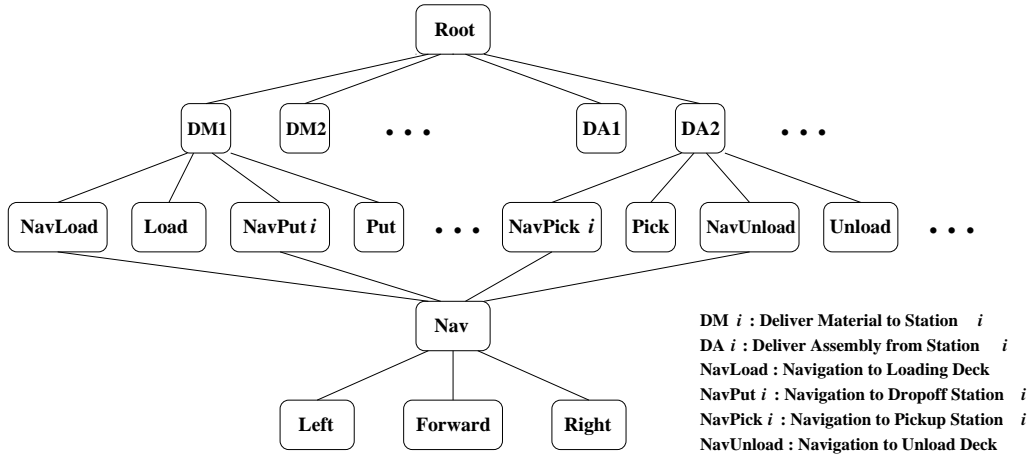 Root
DM1 DM2 • • • DA1 DA2 • • •
NavLoad Load NavPut i Put • • • NavPick i Pick NavUnload Unload • • •
Nav
Left Forward Right
DM i : Deliver Material to Station i
DA i : Deliver Assembly from Station i
NavLoad : Navigation to Loading Deck
NavPut i : Navigation to Dropoff Station i
NavPick i : Navigation to Pickup Station i
NavUnload : Navigation to Unload Deck